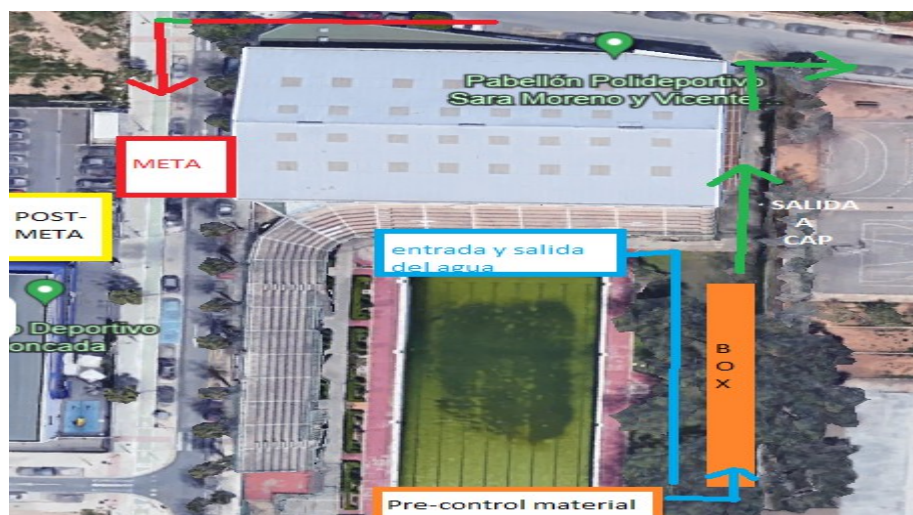 Pabellón Polideportivo
Sara Moreno y Vicente ...
META
POST-
META
SALIDA
A
CAP
entrada y salida
del agua
o Deportivo
oncada
BOX
Pre-control material